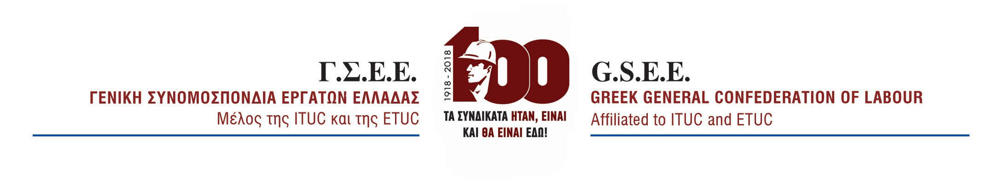 Γ.Σ.Ε.Ε.
ΓΕΝΙΚΗ ΣΥΝΟΜΟΣΠΟΝΔΙΑ ΕΡΓΑΤΩΝ ΕΛΛΑΔΑΣ
Μέλος της ITUC και της ETUC
100
1918 - 2018
ΤΑ ΣΥΝΔΙΚΑΤΑ ΗΤΑΝ, ΕΙΝΑΙ
ΚΑΙ ΘΑ ΕΙΝΑΙ ΕΔΩ!
G.S.E.E.
GREEK GENERAL CONFEDERATION OF LABOUR
Affiliated to ITUC and ETUC